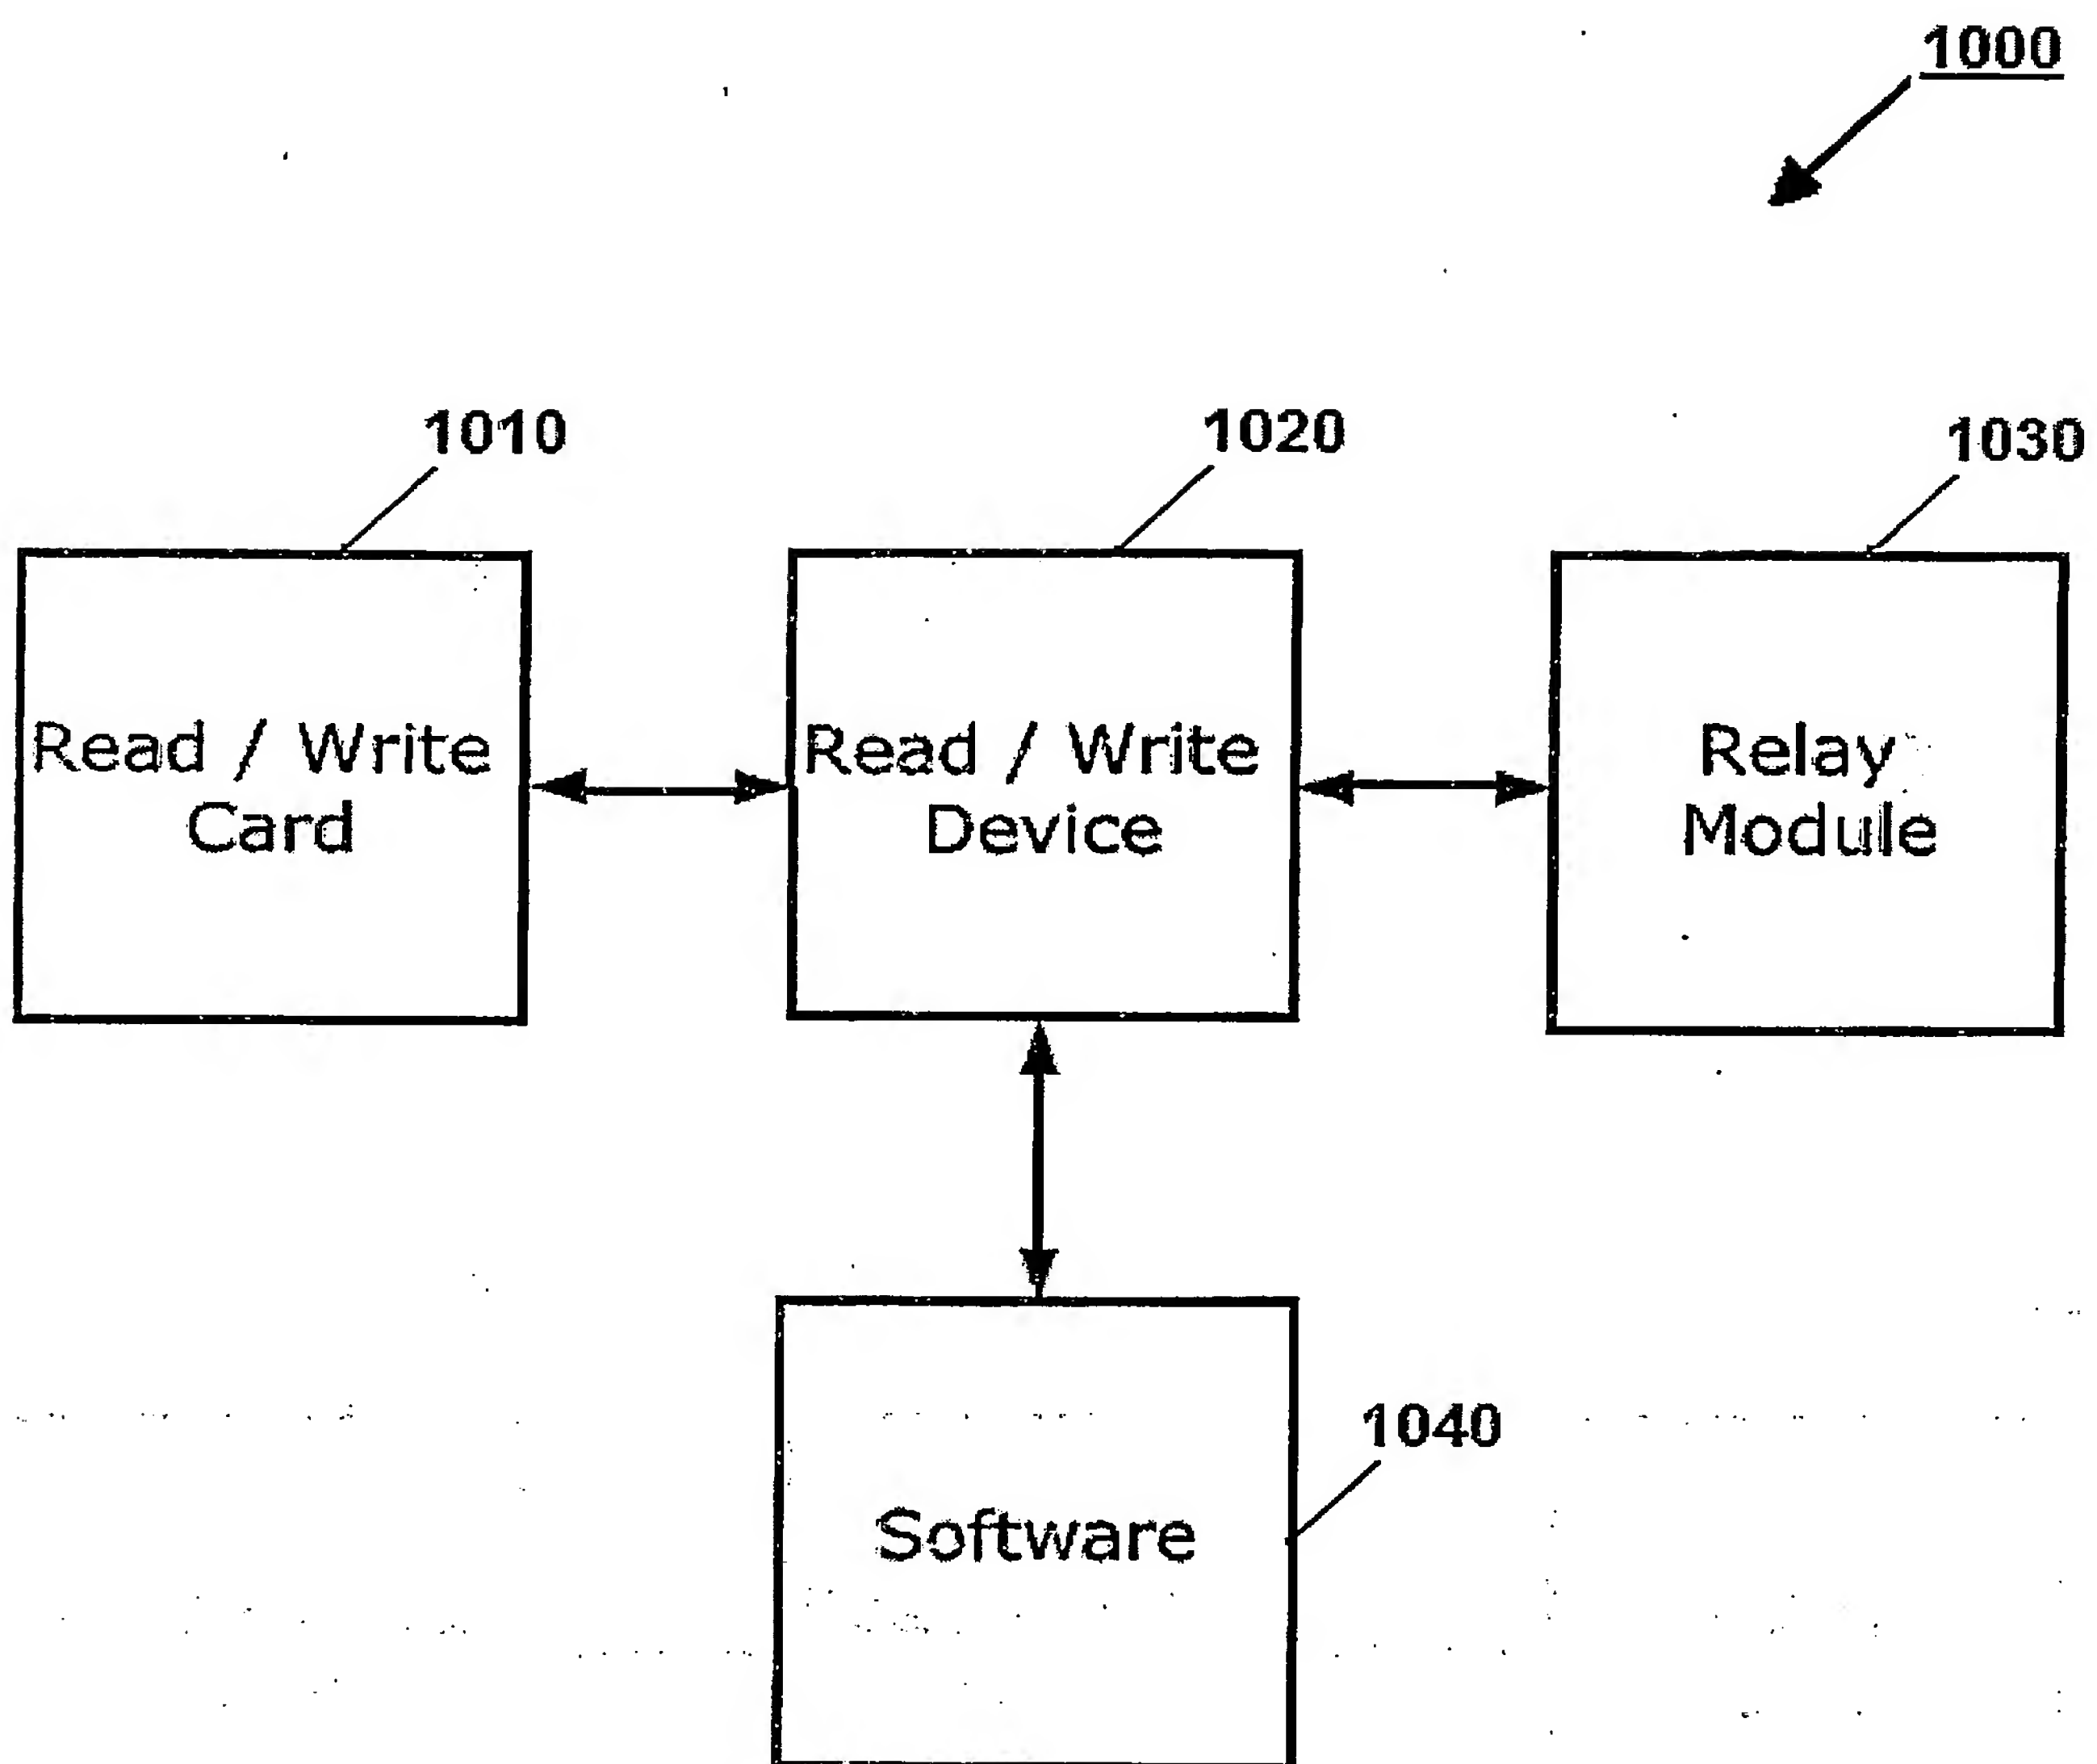 1000
1010
1020
1030
Read / Write
Card
Read / Write
Device
Relay
Module
1040
Software